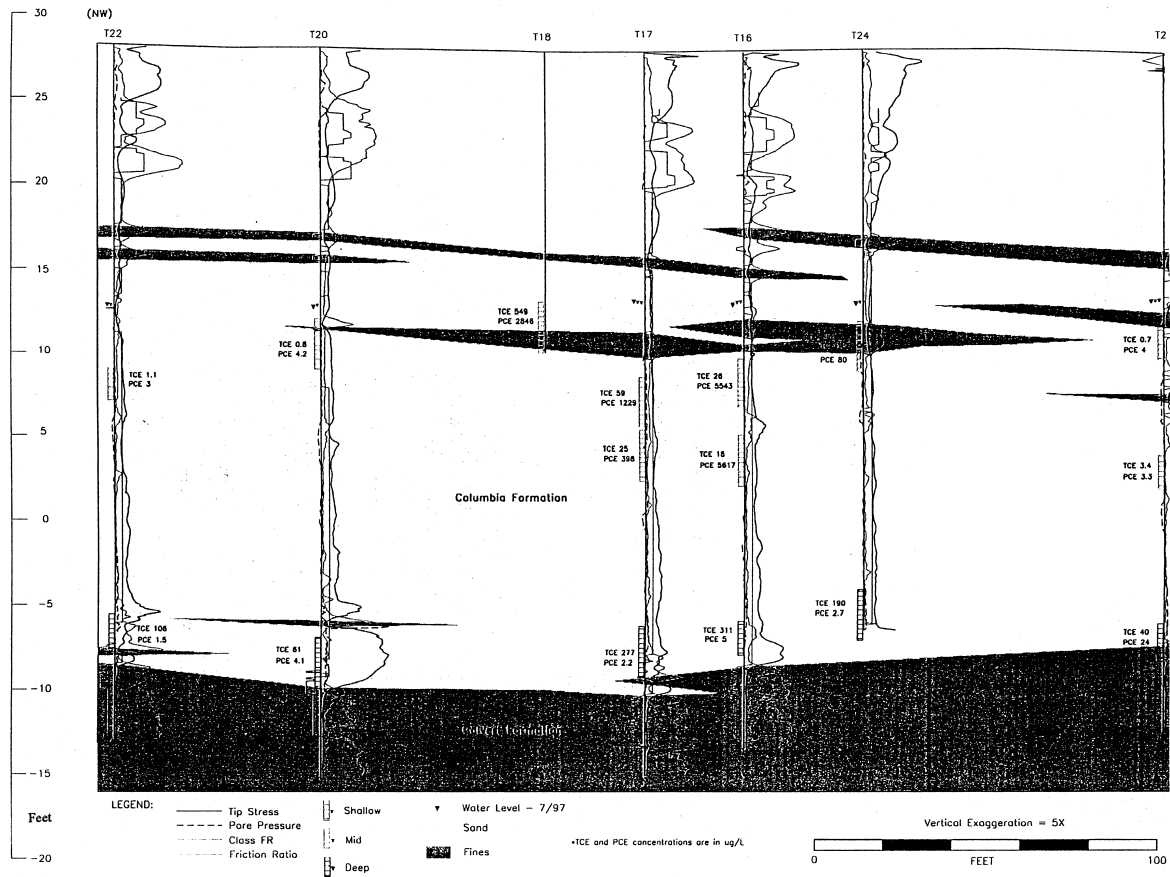 30
(NW)
T22
T20
T18
T17
T16
T24
T2
25
20
15
TCE 549
PCE 2846
10
TCE 0.8
PCE 4.2
PCE 80
TCE 0.7
PCE 4
TCE 1.1
PCE 3
TCE 26
PCE 5543
TCE 59
PCE 1229
5
TCE 25
PCE 398
PCE 5617
TCE 3.4
PCE 3.3
Columbia Formation
0
-5
TCE 190
PCE 2.7
PCE 1.5
TCE 81
PCE 4.1
TCE 277
PCE 2.2
TCE 311
PCE 5
TCE 40
PCE 24
-10
-15
-20
Feet
LEGEND:
Tip Stress
Pore Pressure
Class FR
Friction Ratio
Shallow
Mid
Deep
Water Level - 7/97
Sand
Fines
*TCE and PCE concentrations are in ug/L
Vertical Exaggeration = 5X
0
FEET
100